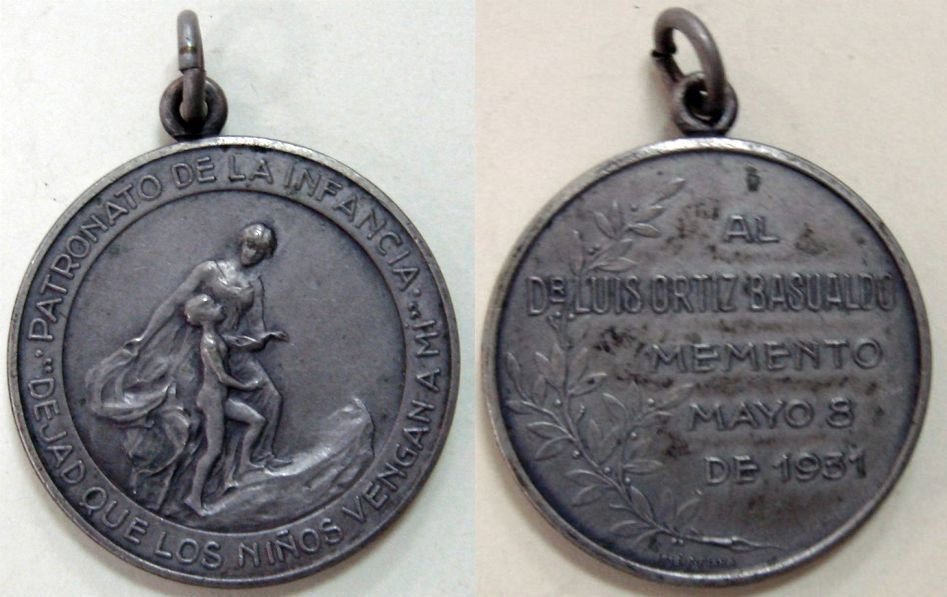 PATRONATO DE LA INFANCIA
"DEJAD QUE LOS NIÑOS VENGAN A MI"
AL
DR. LUIS ORTIZ BASUALDO
MEMENTO
MAYO 8
DE 1931